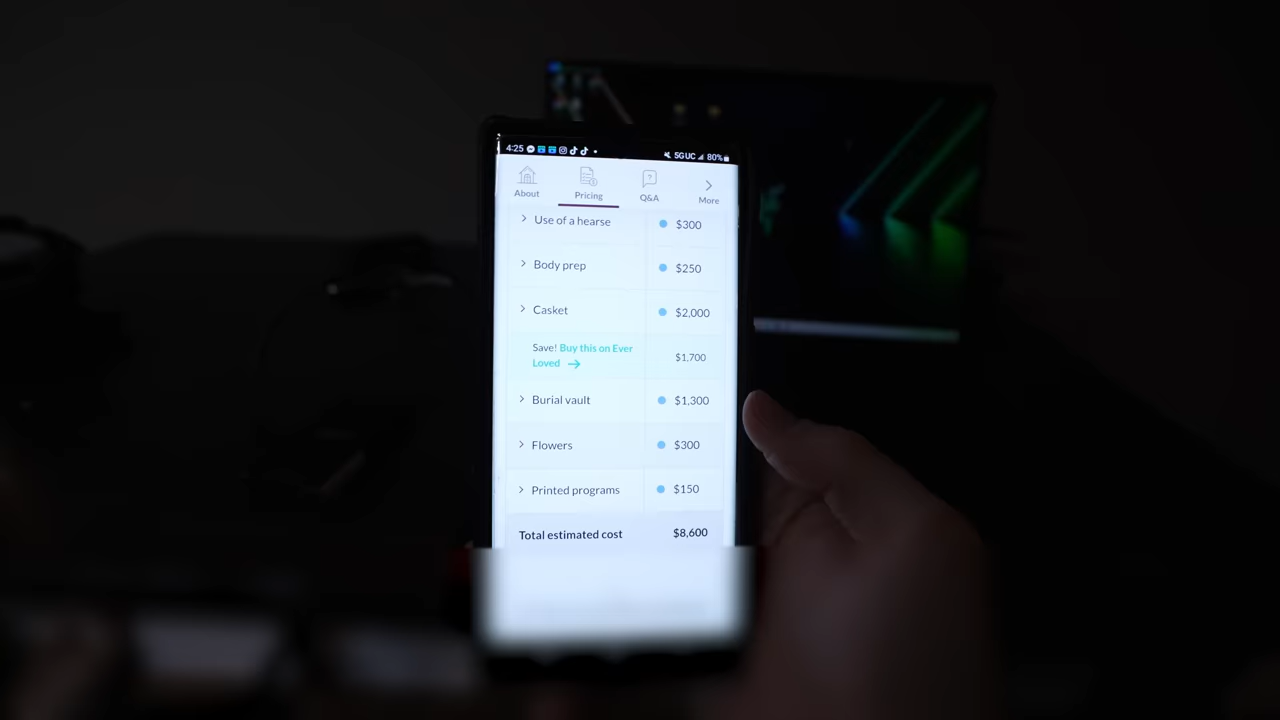 4:25 5GUC 80%
About Pricing Q&A More
Use of a hearse $300
Body prep $250
Casket $2,000
Save! Buy this on Ever
Loved → $1,700
Burial vault $1,300
Flowers $300
Printed programs $150
Total estimated cost $8,600